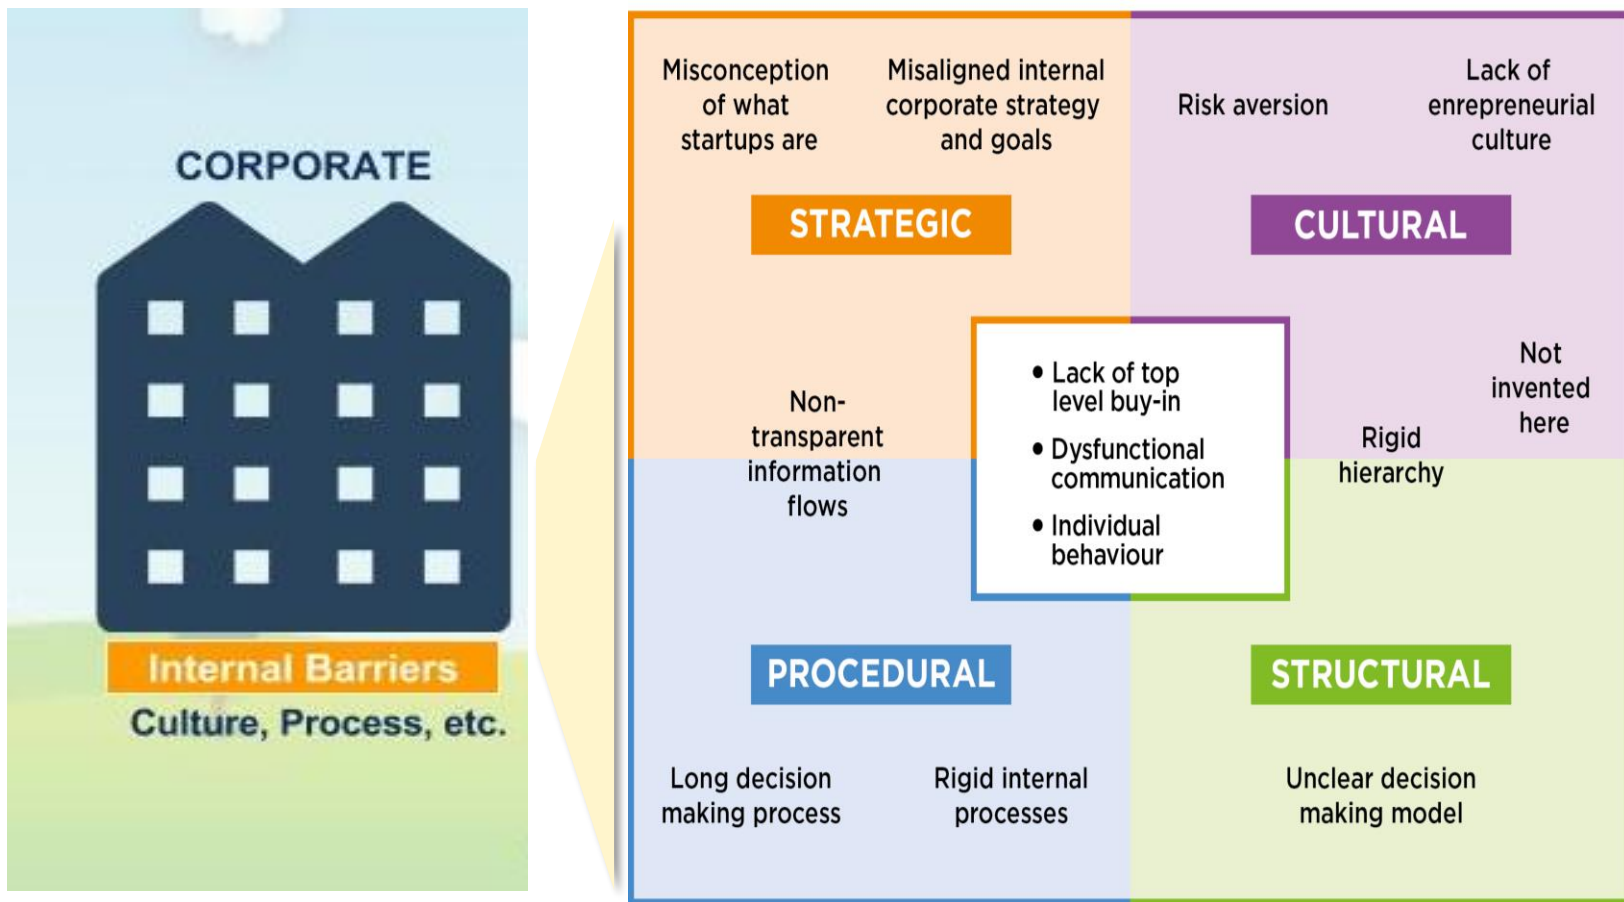 CORPORATE
Internal Barriers
Culture, Process, etc.
Misconception
of what
startups are
Misaligned internal
corporate strategy
and goals
STRATEGIC
Risk aversion
Lack of
enrepreneurial
culture
CULTURAL
Non-
transparent
information
flows
• Lack of top
level buy-in
• Dysfunctional
communication
• Individual
behaviour
Rigid
hierarchy
Not
invented
here
PROCEDURAL
Long decision
making process
Rigid internal
processes
STRUCTURAL
Unclear decision
making model